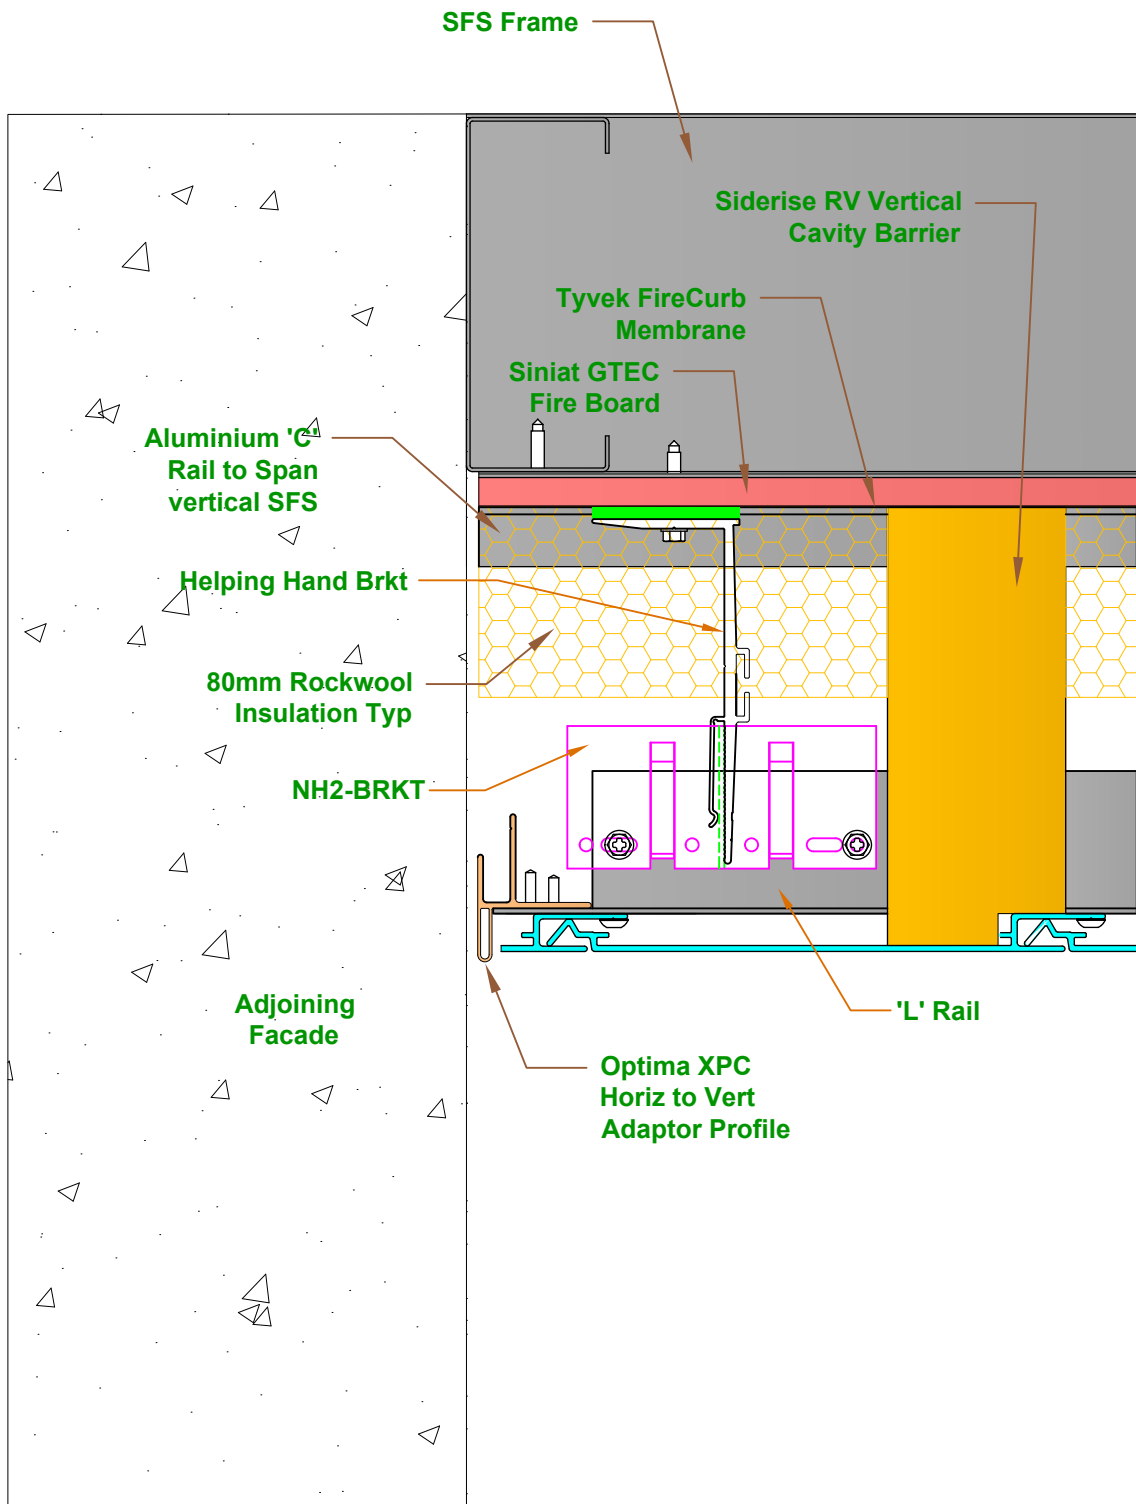 SFS Frame
Siderise RV Vertical
Cavity Barrier
Tyvek FireCurb
Membrane
Siniat GTEC
Fire Board
Aluminium 'C'
Rail to Span
vertical SFS
Helping Hand Brkt
80mm Rockwool
Insulation Typ
NH2-BRKT
Adjoining
Facade
'L' Rail
Optima XPC
Horiz to Vert
Adaptor Profile